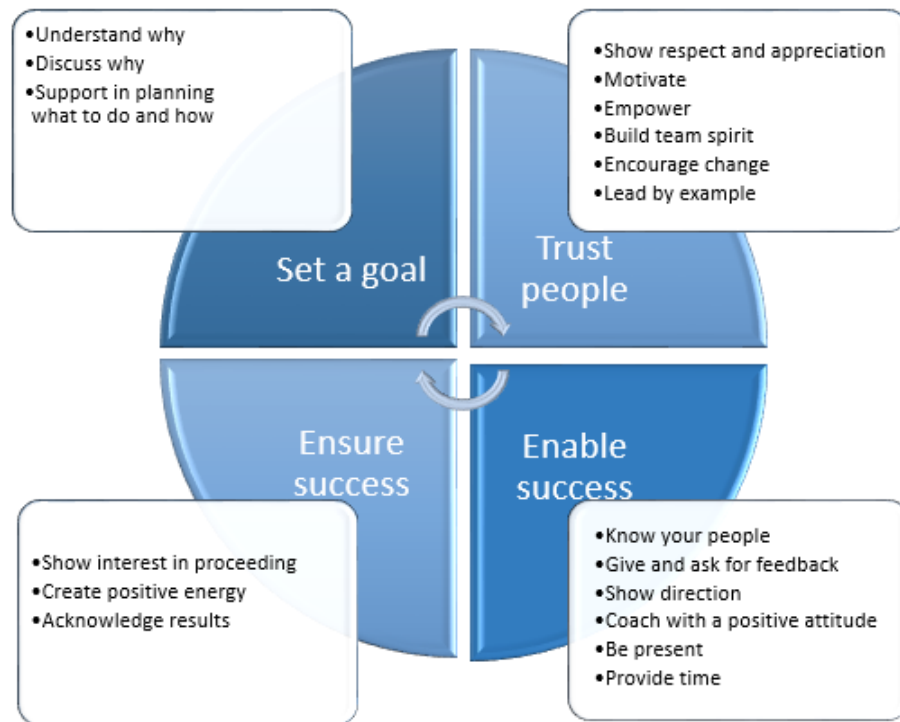 •Understand why
•Discuss why
•Support in planning
what to do and how
•Show respect and appreciation
•Motivate
•Empower
•Build team spirit
•Encourage change
•Lead by example
Set a goal
Trust
people
Ensure
success
Enable
success
•Show interest in proceeding
•Create positive energy
•Acknowledge results
•Know your people
•Give and ask for feedback
•Show direction
•Coach with a positive attitude
•Be present
•Provide time